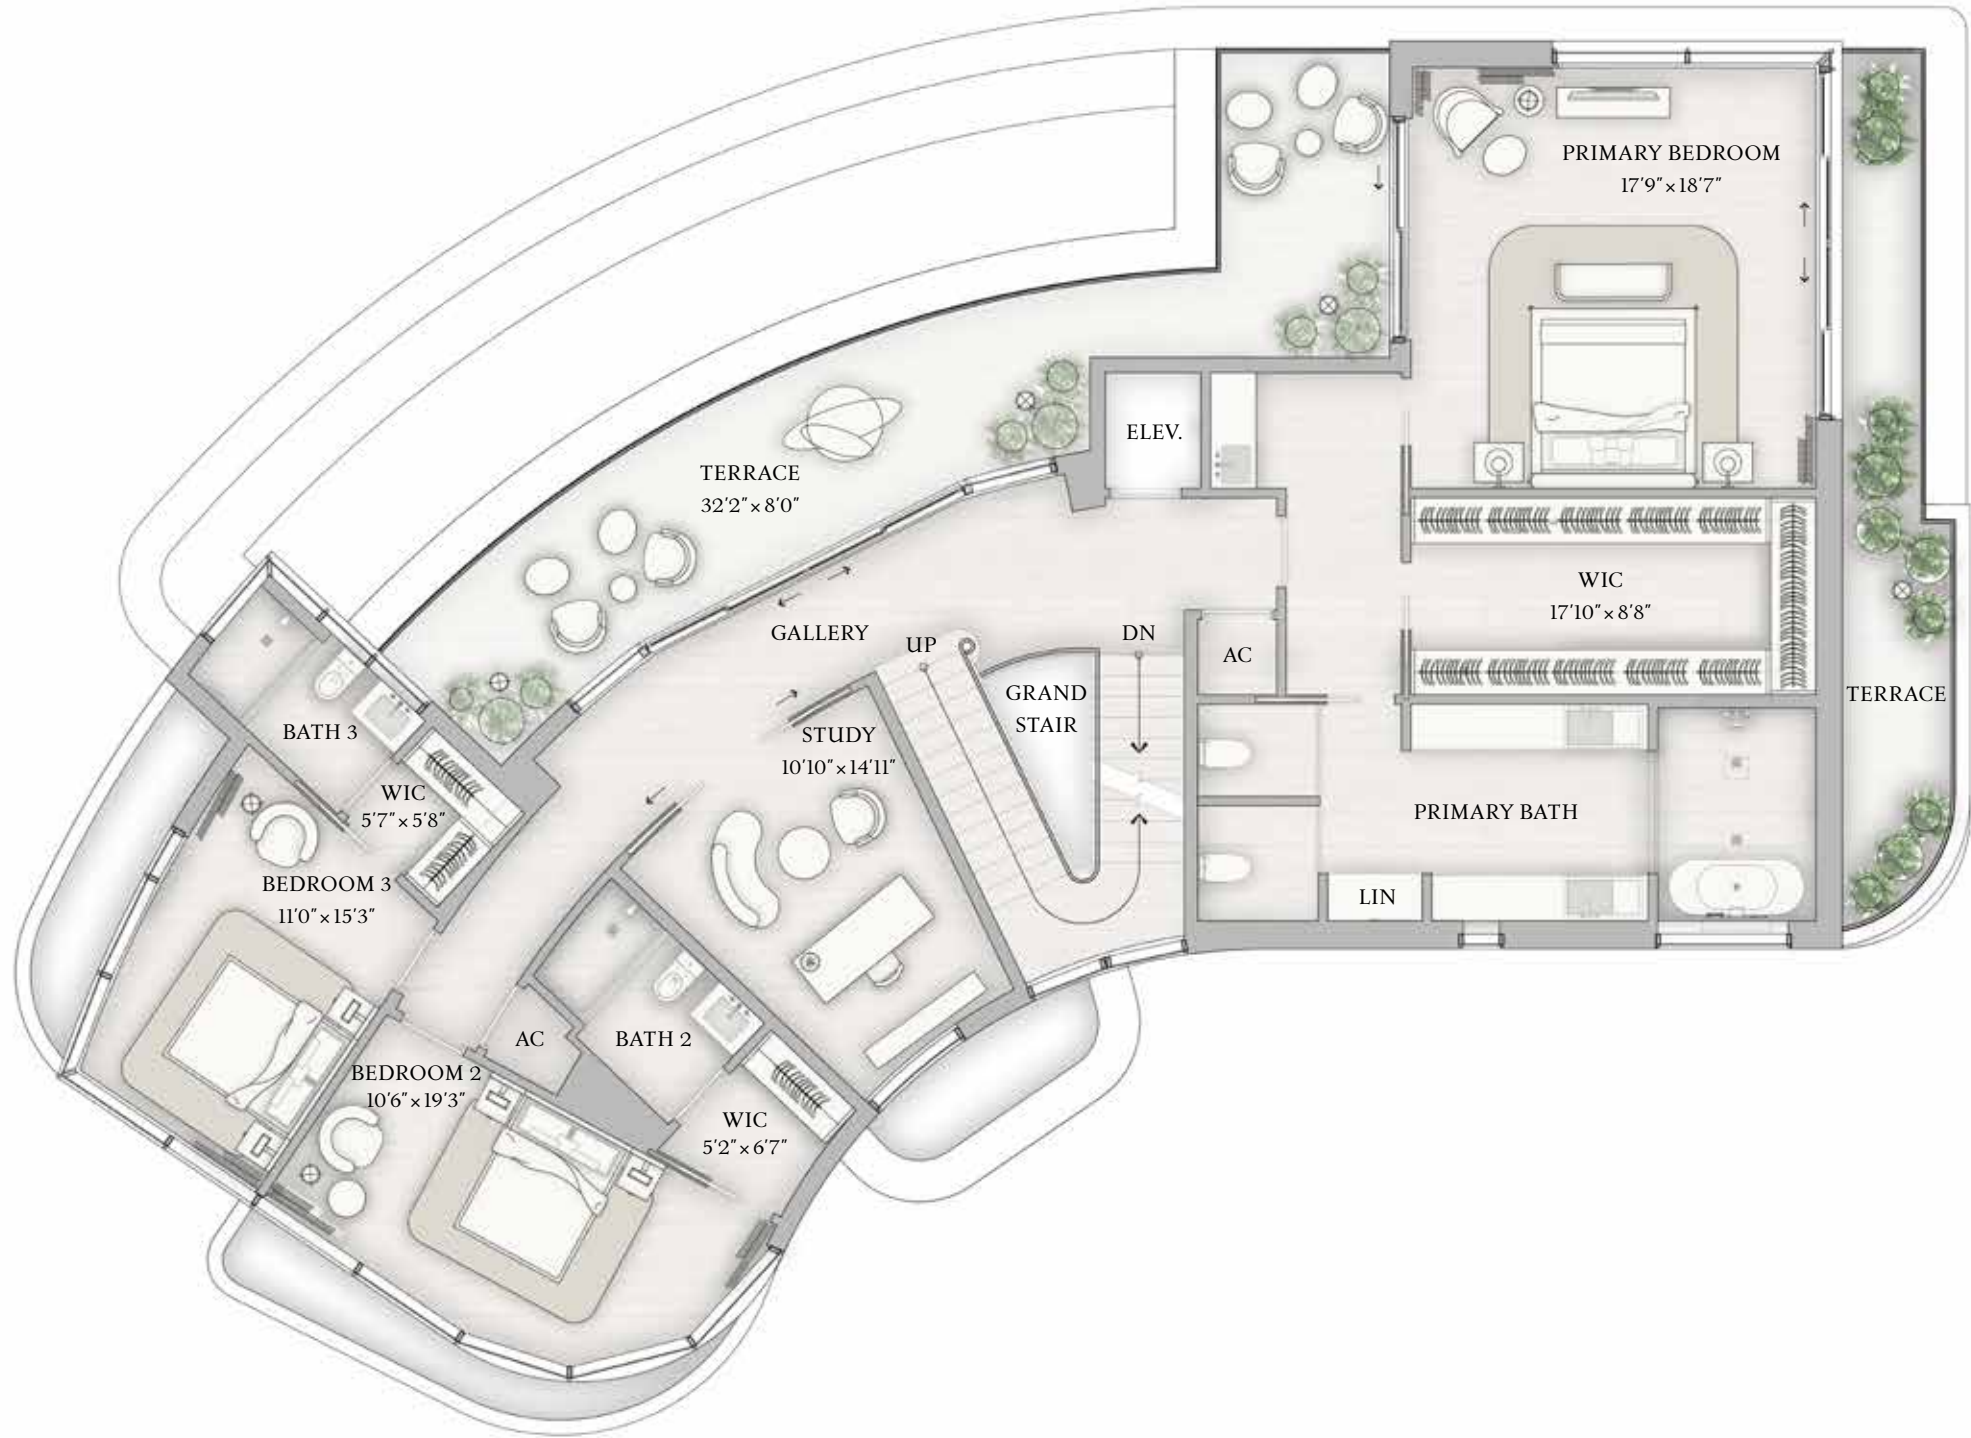 PRIMARY BEDROOM
17'9" × 18'7"
ELEV.
TERRACE
32'2" × 8'0"
WIC
17'10" × 8'8"
GALLERY
UP
DN
AC
GRAND
STAIR
TERRACE
BATH 3
STUDY
10'10" × 14'11"
WIC
5'7" × 5'8"
PRIMARY BATH
BEDROOM 3
11'0" × 15'3"
LIN
AC
BATH 2
BEDROOM 2
10'6" × 19'3"
WIC
5'2" × 6'7"